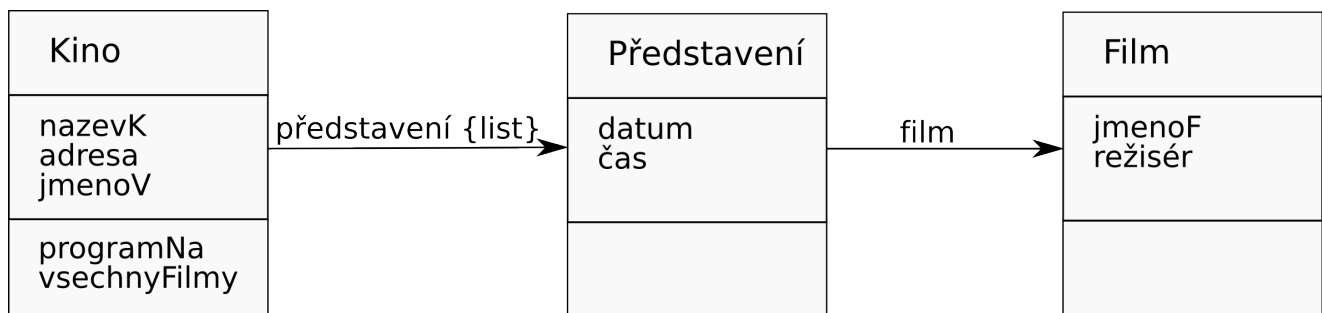 Kino
nazevK
adresa
jmenoV
programNa
vsechnyFilmy
představení {list}
Představení
datum
čas
film
Film
jmenoF
režisér